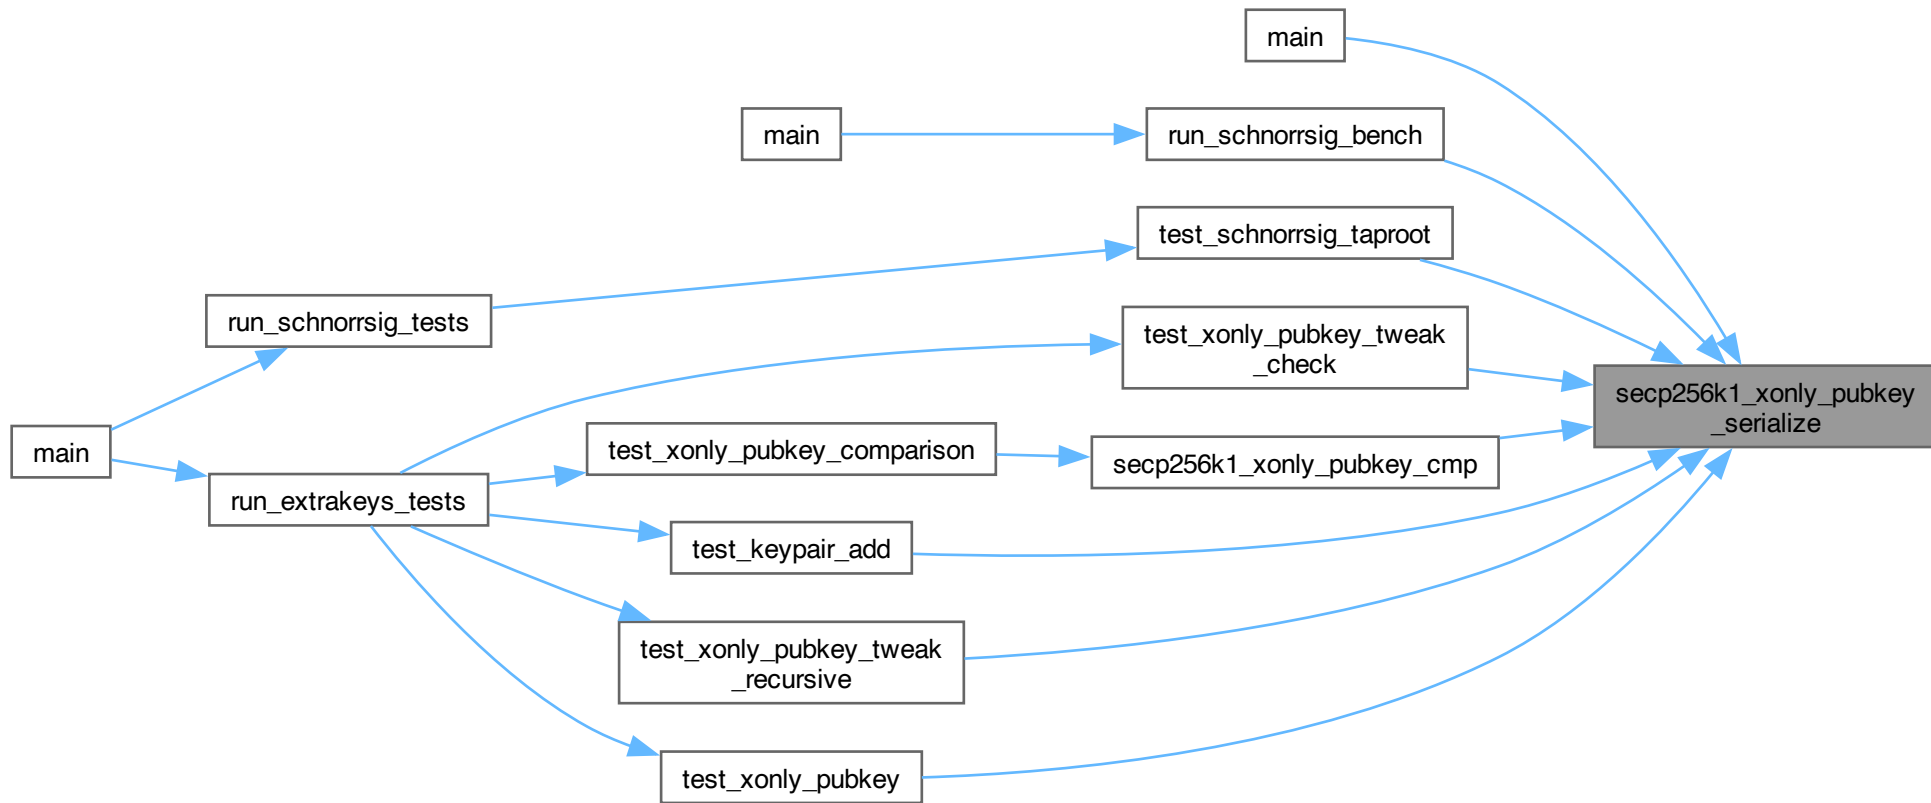 main
main
run_schnorrsig_bench
test_schnorrsig_taproot
run_schnorrsig_tests
test_xonly_pubkey_tweak
_check
secp256k1_xonly_pubkey
_serialize
main
test_xonly_pubkey_comparison
secp256k1_xonly_pubkey_cmp
run_extrakeys_tests
test_keypair_add
test_xonly_pubkey_tweak
_recursive
test_xonly_pubkey